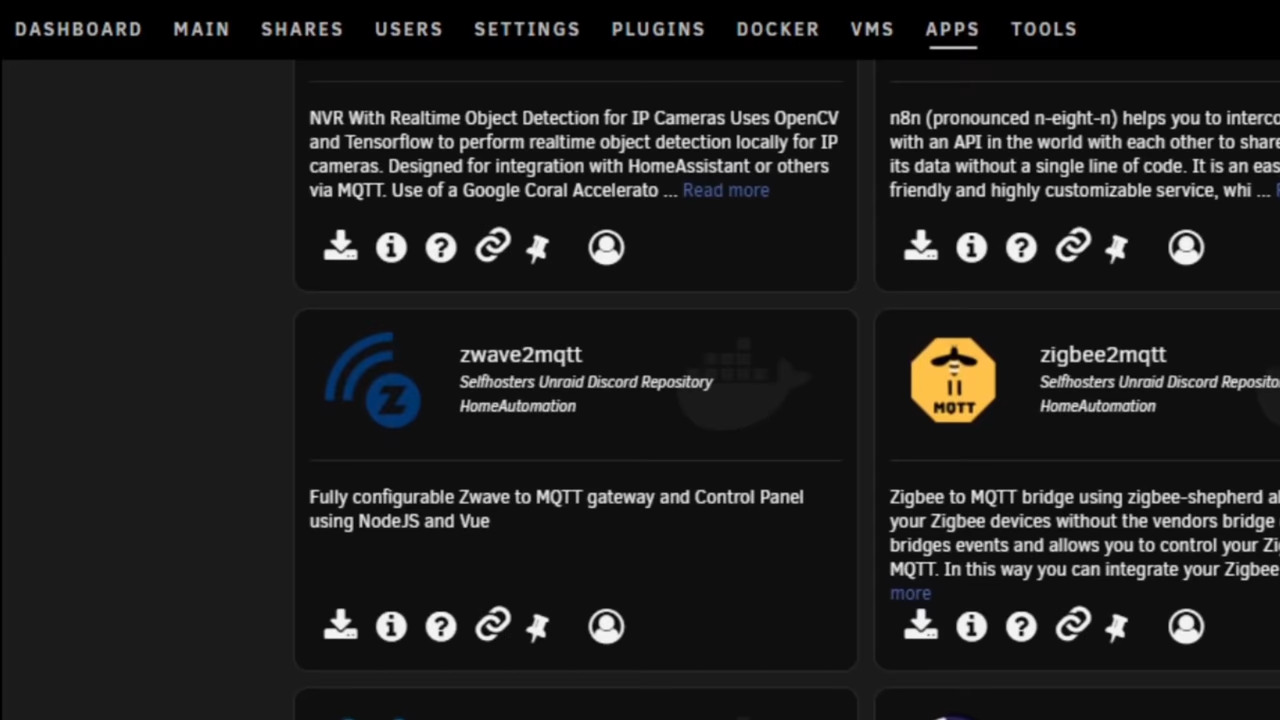 DASHBOARD MAIN SHARES USERS SETTINGS PLUGINS DOCKER VMS APPS TOOLS
NVR With Realtime Object Detection for IP Cameras Uses OpenCV
and Tensorflow to perform realtime object detection locally for IP
cameras. Designed for integration with HomeAssistant or others
via MQTT. Use of a Google Coral Accelerato ... Read more
n8n (pronounced n-eight-n) helps you to
with an API in the world with each other to share
its data without a single line of code. It is an
friendly and highly customizable service, whi ...
Z
zwave2mqtt
Selfhosters Unraid Discord Repository
HomeAutomation
Fully configurable Zwave to MQTT gateway and Control Panel
using NodeJS and Vue
MQTT
zigbee2mqtt
Selfhosters Unraid Discord
HomeAutomation
Zigbee to MQTT bridge using zigbee-shepherd
your Zigbee devices without the vendors bridge
bridges events and allows you to control your
MQTT. In this way you can integrate your Zigbee
more